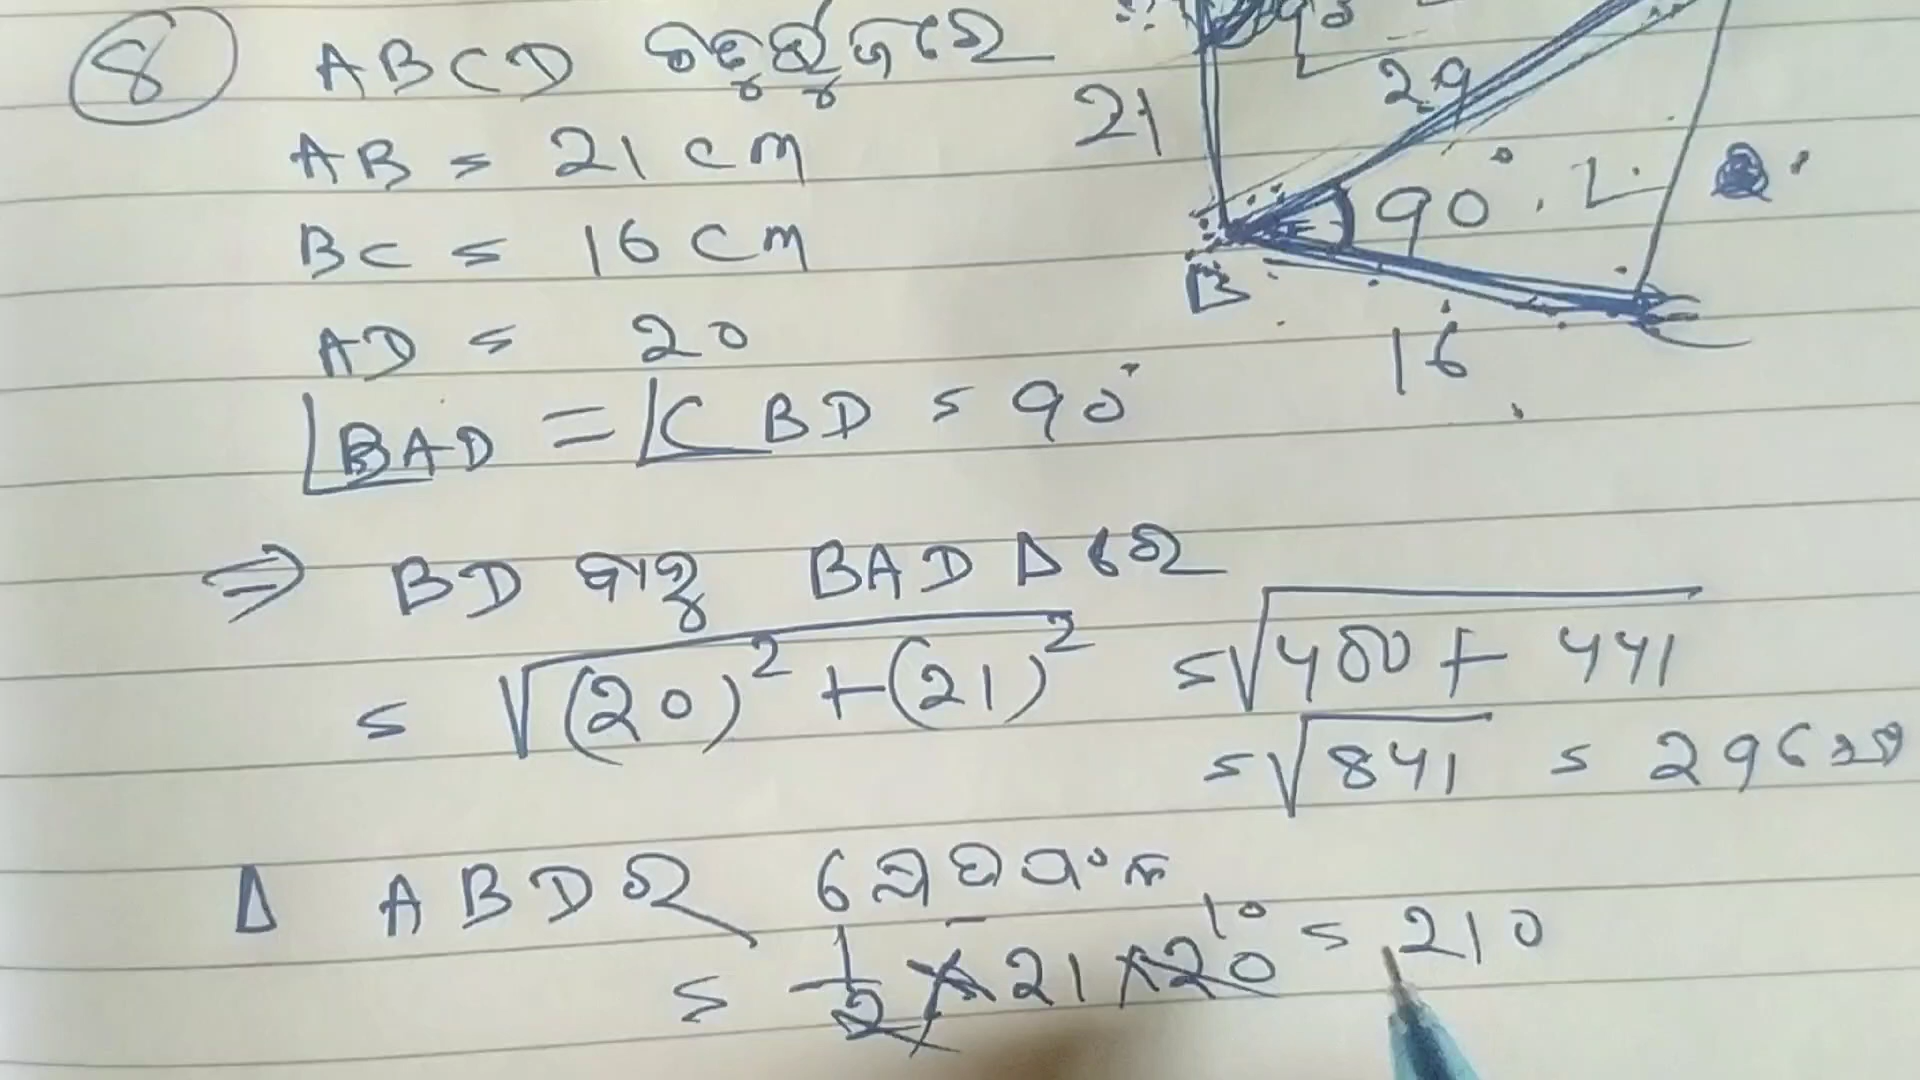 8 ABCD ଚତୁର୍ଭୁଜରେ
AB = 21 cm
BC = 16 cm
AD = 20
∠BAD = ∠CBD = 90°
⇒ BD ବାହୁ BAD Δ ରେ
= √(20)² + (21)² = √400 + 441
= √841 = 29 ସେମି
Δ ABD ର କ୍ଷେତ୍ରଫଳ
= 1/2 × 21 × 20 10 = 210
21
29
90°
B
16